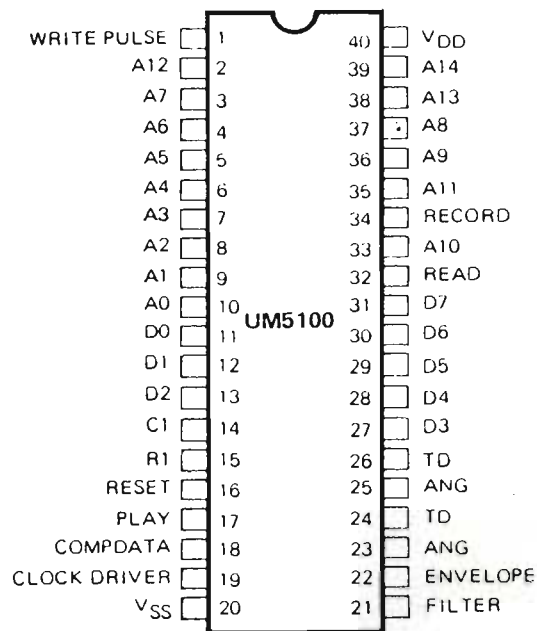 WRITE PULSE 1 40 VDD
A12 2 39 A14
A7 3 38 A13
A6 4 37 A8
A5 5 36 A9
A4 6 35 A11
A3 7 34 RECORD
A2 8 33 A10
A1 9 32 READ
A0 10 31 D7
UM5100
D0 11 30 D6
D1 12 29 D5
D2 13 28 D4
C1 14 27 D3
R1 15 26 TD
RESET 16 25 ANG
PLAY 17 24 TD
COMPDATA 18 23 ANG
CLOCK DRIVER 19 22 ENVELOPE
VSS 20 21 FILTER